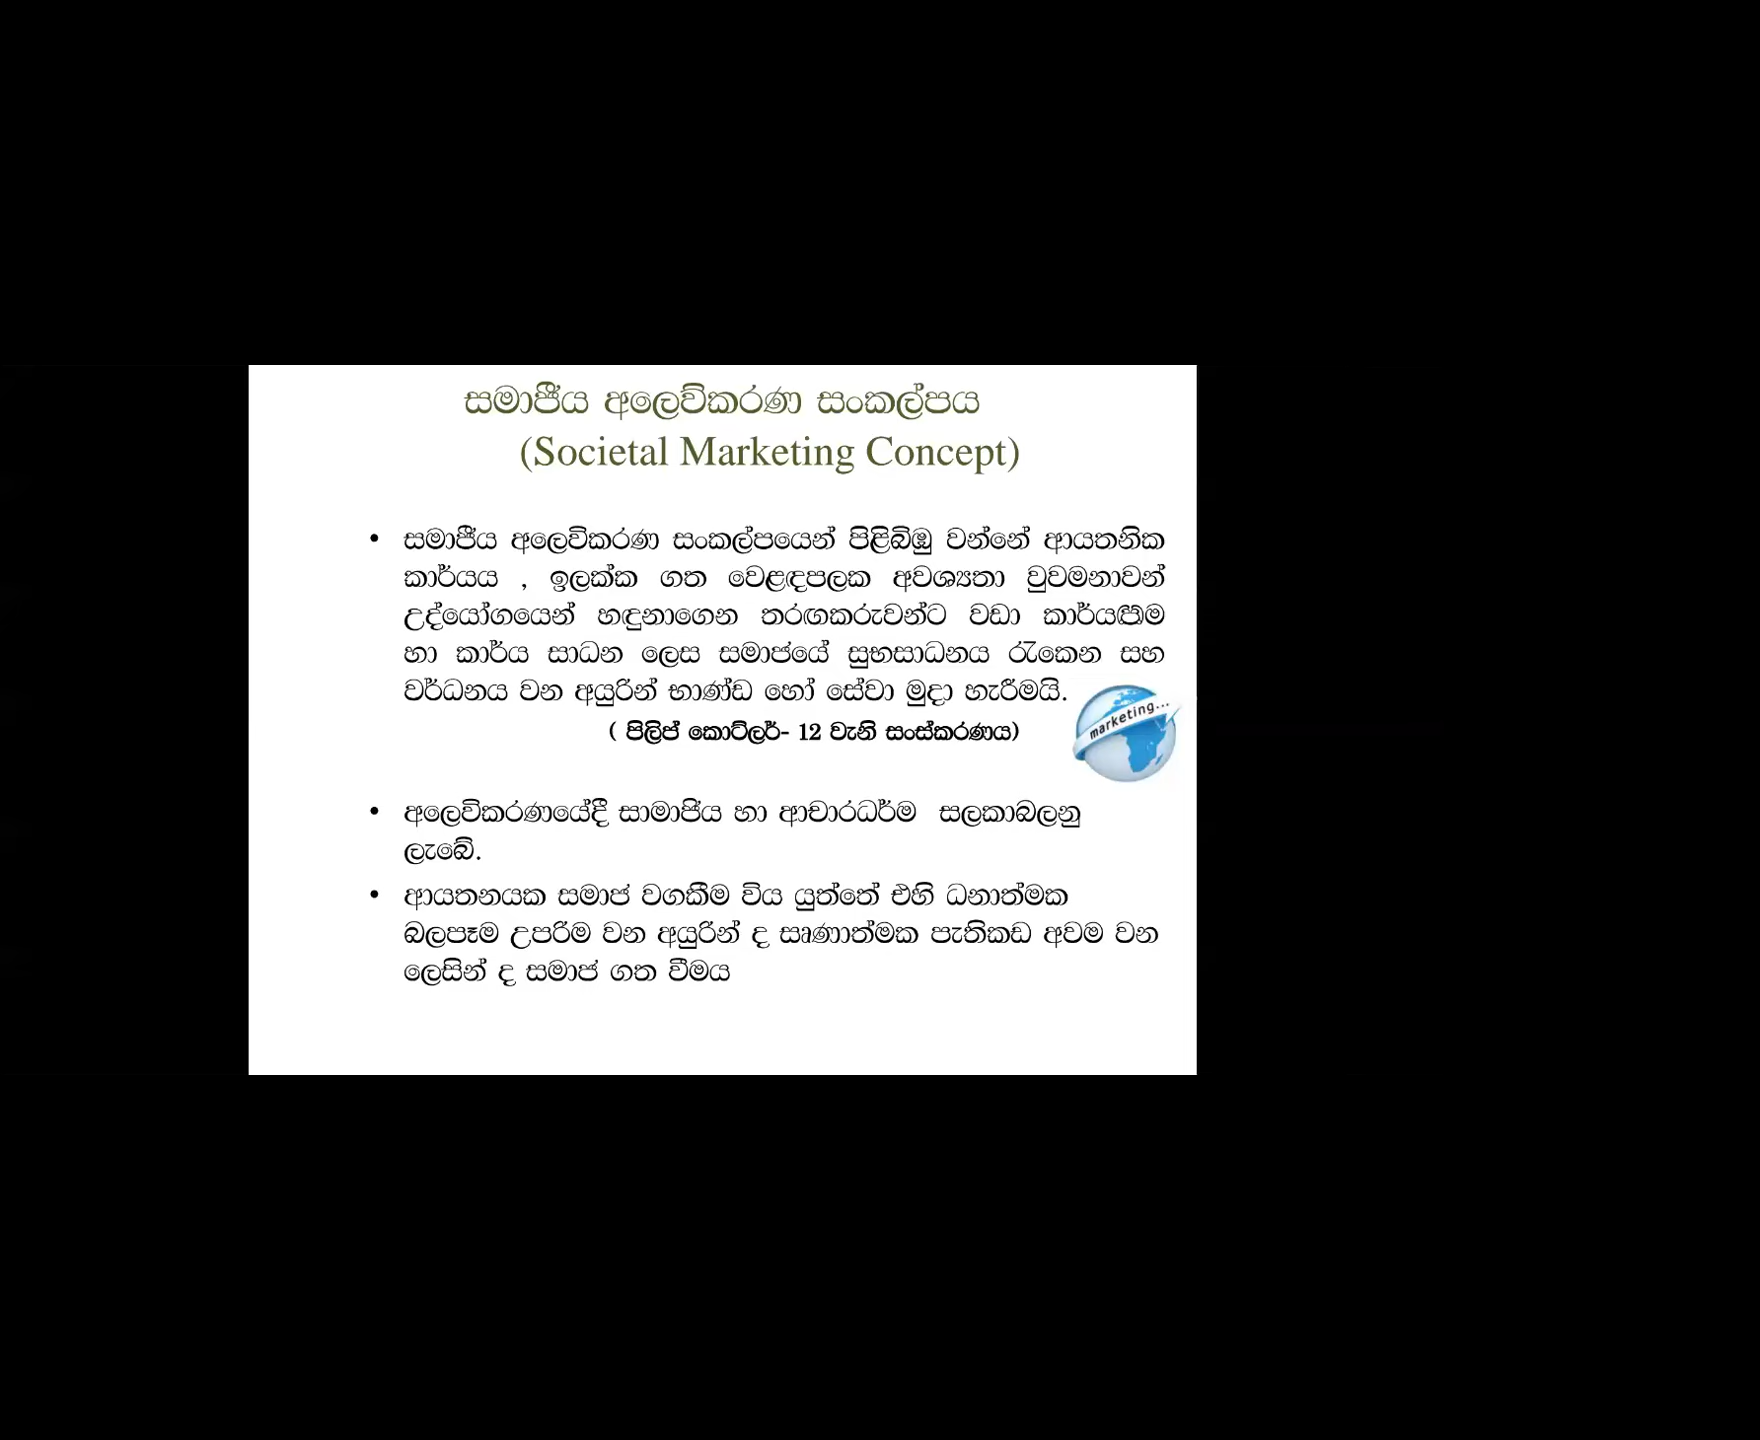 සමාජීය අලෙවිකරණ සංකල්පය
(Societal Marketing Concept)
• සමාජීය අලෙවිකරණ සංකල්පයෙන් පිළිබිඹු වන්නේ ආයතනික
කාර්යය , ඉලක්ක ගත වෙළඳපලක අවශ්‍යතා වුවමනාවන්
උද්යෝගයෙන් හඳුනාගෙන තරඟකරුවන්ට වඩා
හා කාර්ය සාධන ලෙස සමාජයේ සුභසාධනය රැකෙන සහ
වර්ධනය වන අයුරින් භාණ්ඩ හෝ සේවා මුදා හැරීමයි.
( පිලිප් කොට්ලර්- 12 වැනි සංස්කරණය)
marketing...
• අලෙවිකරණයේදී සාමාජීය හා ආචාරධර්ම සලකාබලනු
ලැබේ.
• ආයතනයක සමාජ වගකීම විය යුත්තේ එහි ධනාත්මක
බලපෑම උපරිම වන අයුරින් ද සෘණාත්මක පැතිකඩ අවම වන
ලෙසින් ද සමාජ ගත වීමය